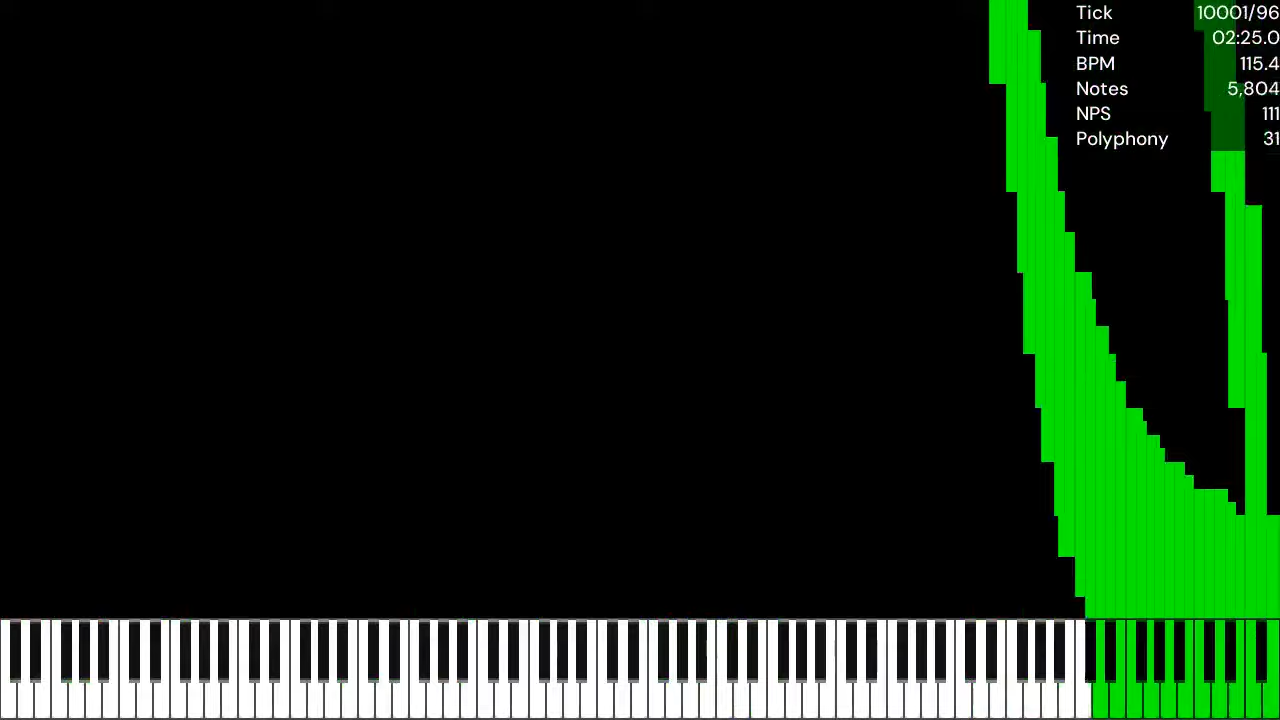 Tick 10001/96
Time 02:25.0
BPM 115.4
Notes 5,804
NPS 111
Polyphony 31